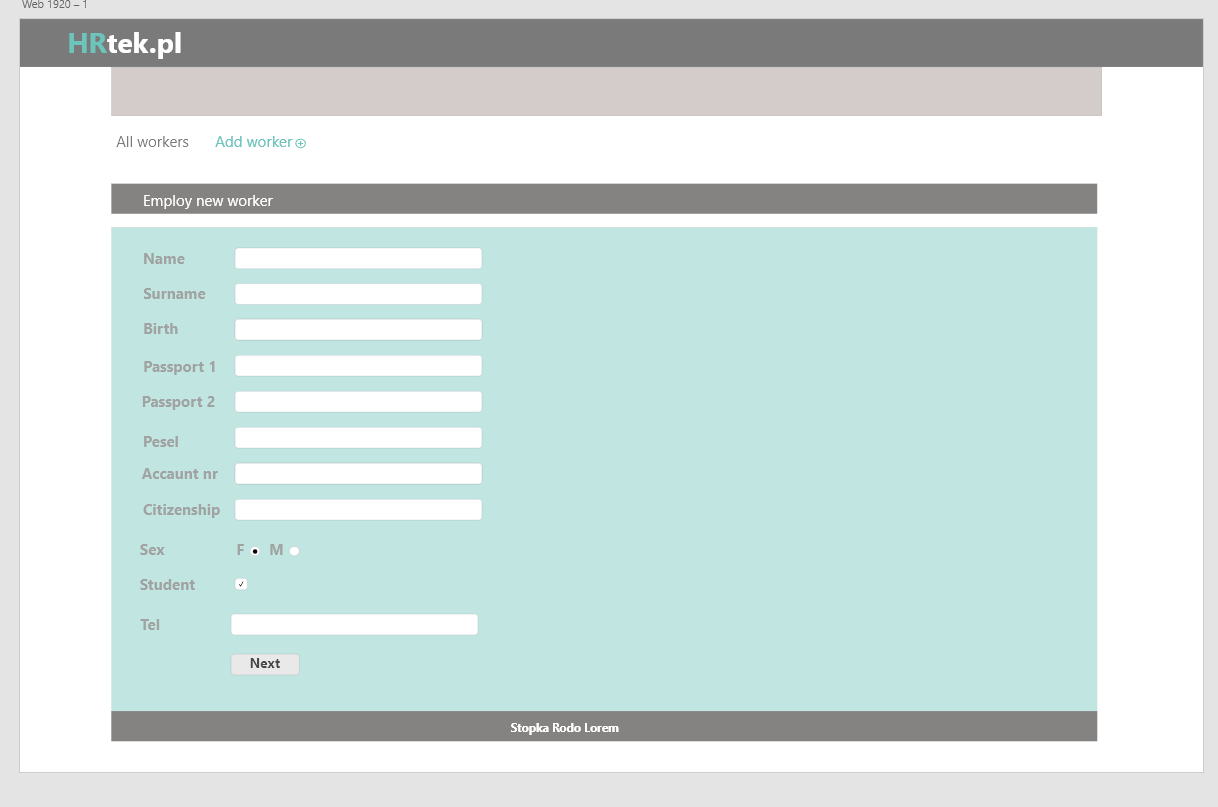 Web 1920 – 1
HRtek.pl
All workers Add worker
Employ new worker
Name
Surname
Birth
Passport 1
Passport 2
Pesel
Accaunt nr
Citizenship
Sex F M
Student
Tel
Next
Stopka Rodo Lorem